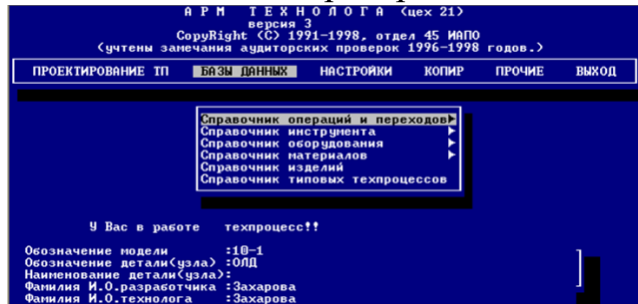 А Р М   Т Е Х Н О Л О Г А (цех 21)
версия 3
CopyRight (C) 1991-1998, отдел 45 ИАПО
(учтены замечания аудиторских проверок 1996-1998 годов.)
ПРОЕКТИРОВАНИЕ ТП БАЗЫ ДАННЫХ НАСТРОЙКИ КОПИР ПРОЧИЕ ВЫХОД
Справочник операций и переходов►
Справочник инструмента ►
Справочник оборудования ►
Справочник материалов ►
Справочник изделий
Справочник типовых техпроцессов
У Вас в работе техпроцесс!!
Обозначение модели :10-1
Обозначение детали(узла) :ОЛД
Наименование детали(узла):
Фамилия И.О.разработчика :Захарова
Фамилия И.О.технолога :Захарова